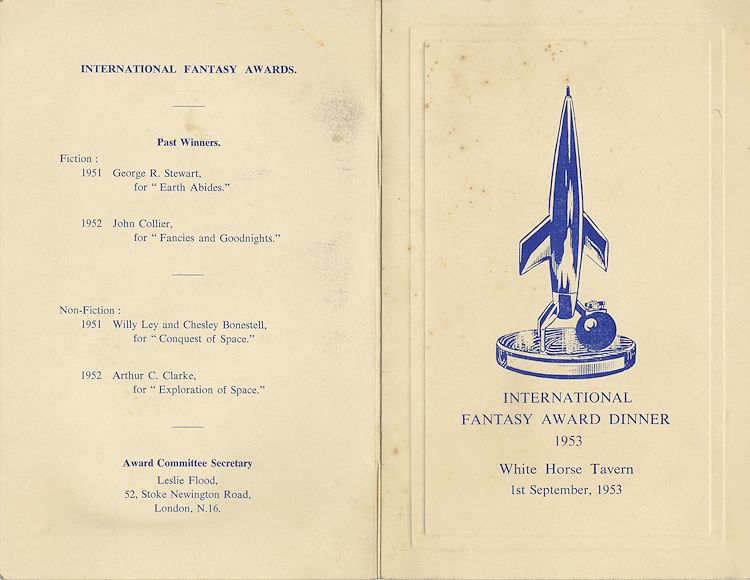 INTERNATIONAL FANTASY AWARDS.
Past Winners.
Fiction :
1951 George R. Stewart,
for " Earth Abides."
1952 John Collier,
for " Fancies and Goodnights."
Non-Fiction :
1951 Willy Ley and Chesley Bonestell,
for " Conquest of Space."
1952 Arthur C. Clarke,
for " Exploration of Space."
Award Committee Secretary
Leslie Flood,
52, Stoke Newington Road,
London, N.16.
INTERNATIONAL
FANTASY AWARD DINNER
1953
White Horse Tavern
1st September, 1953